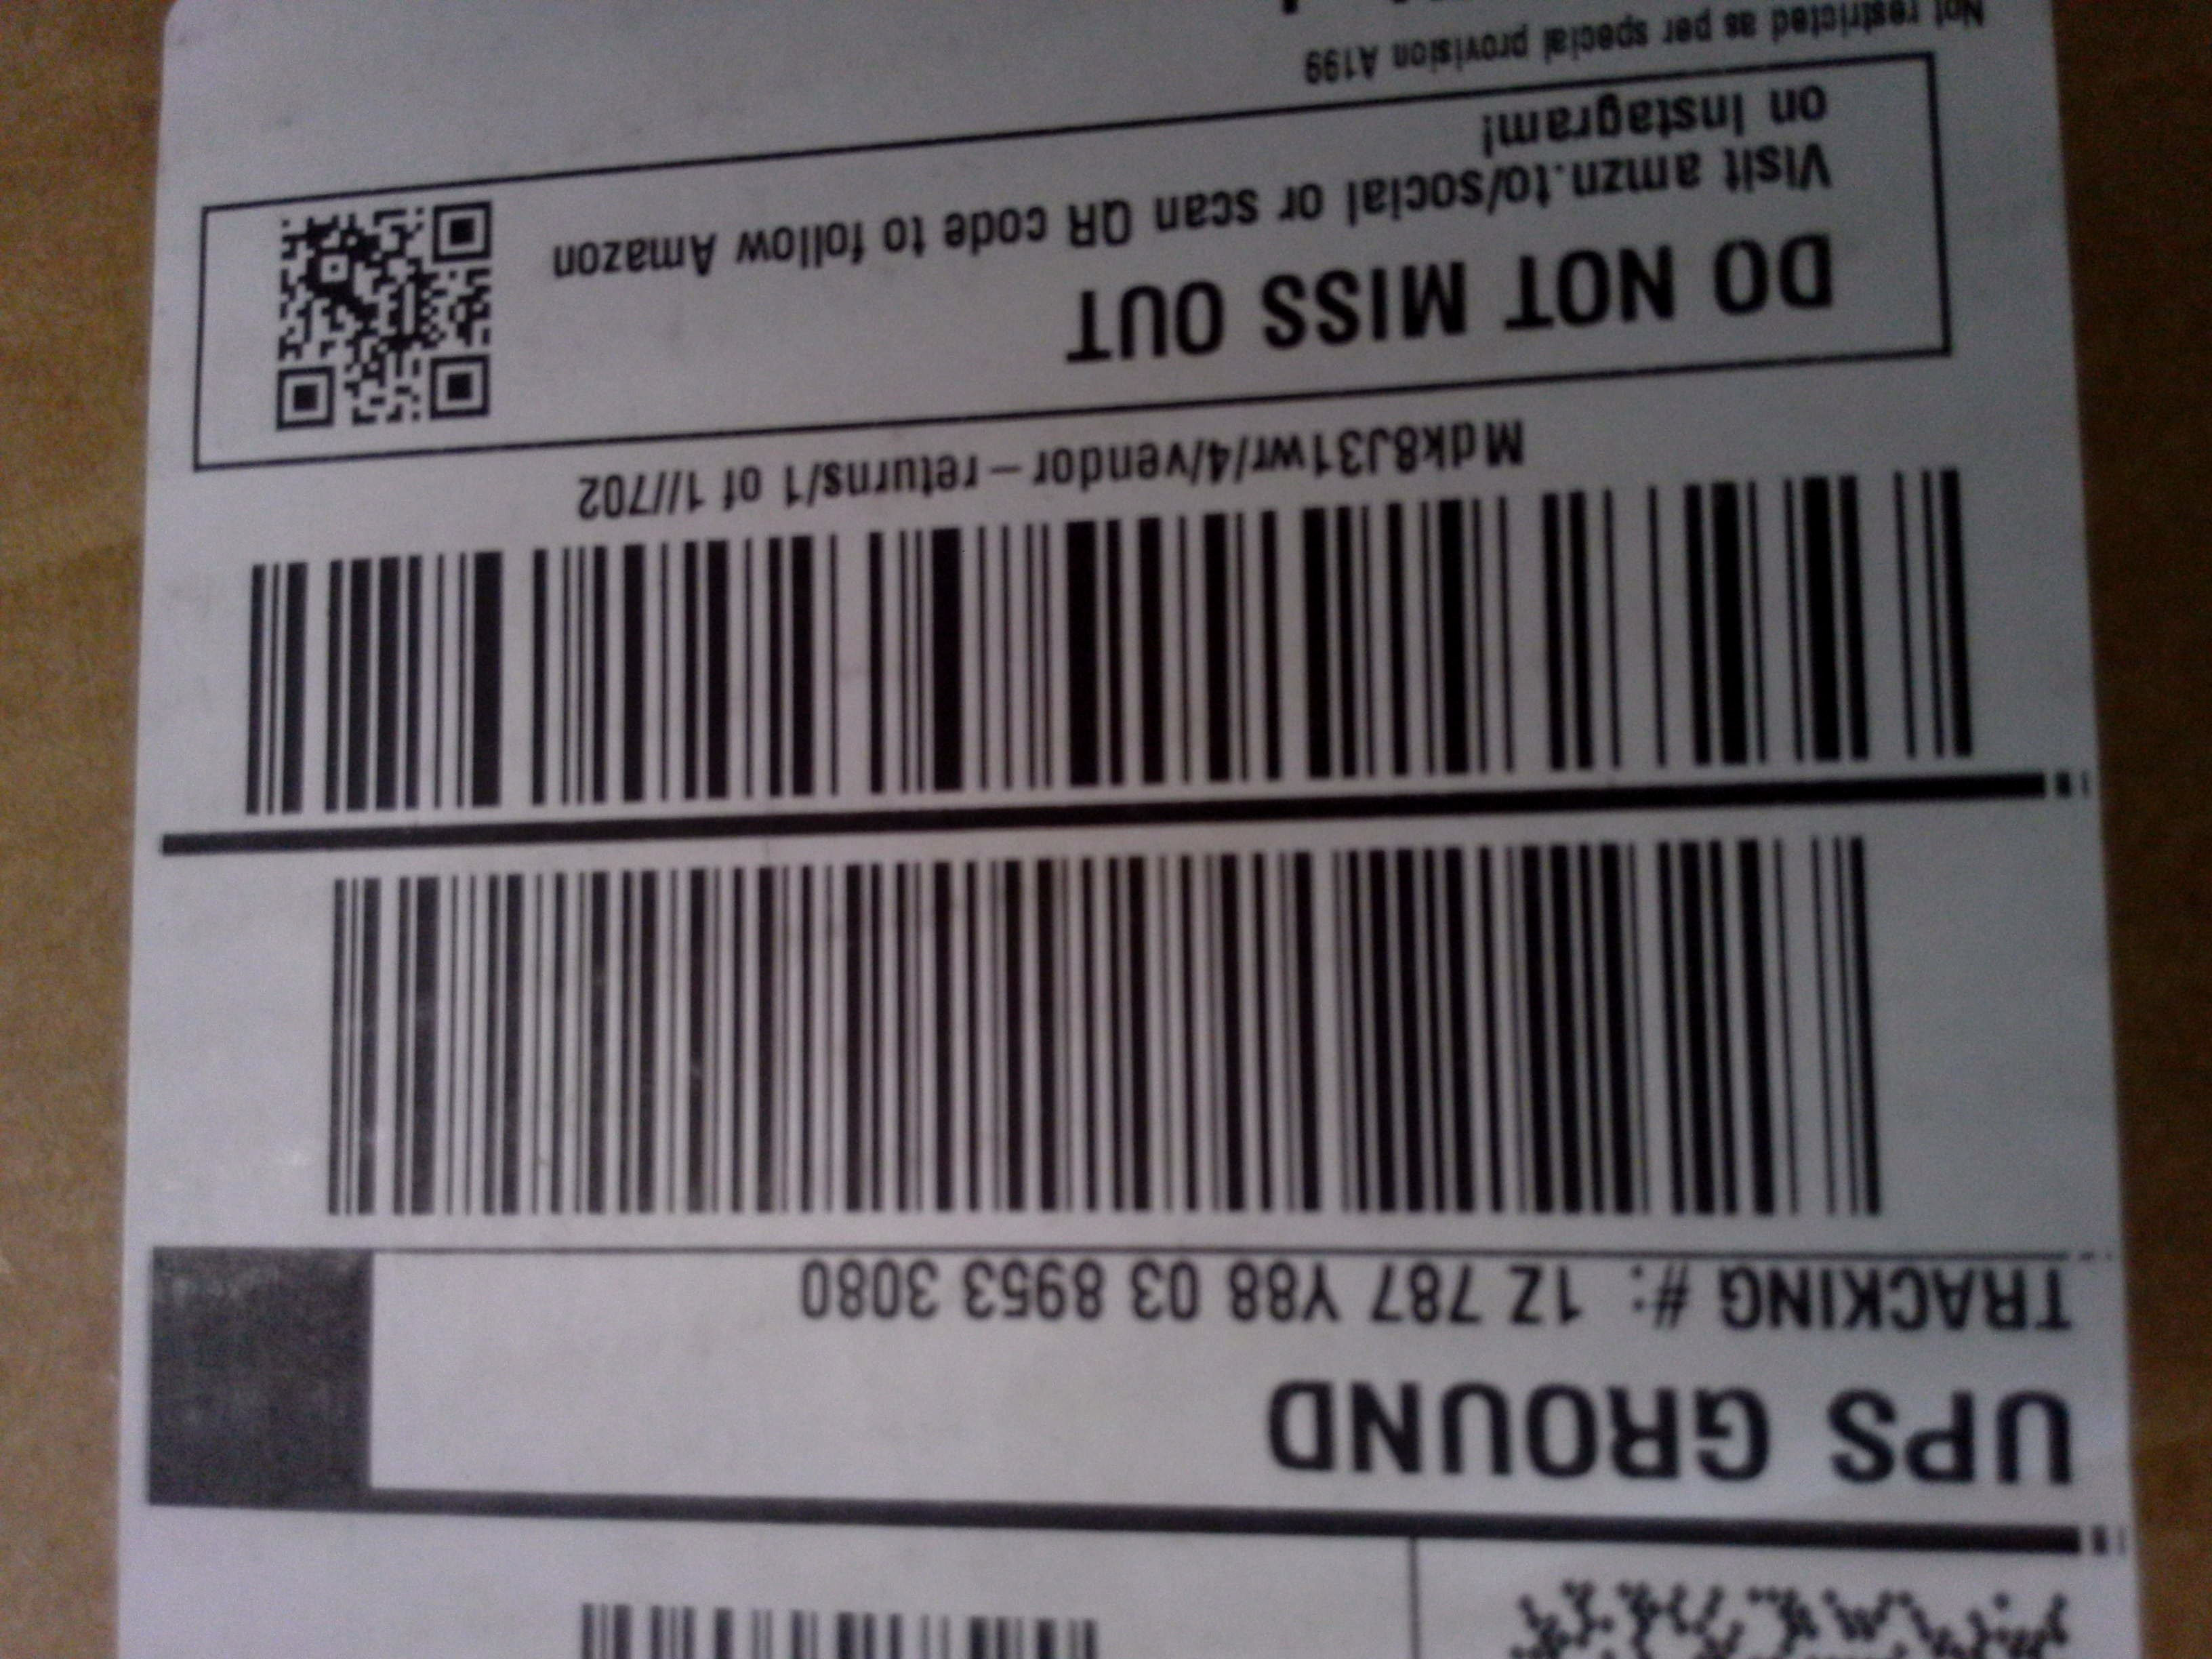 UPS GROUND
TRACKING #: 1Z 787 Y88 03 8953 3080
Mdk8J31wr/4/vendor-returns/1 of 1//702
DO NOT MISS OUT
Visit amzn.to/social or scan QR code to follow Amazon
on Instagram!
Not restricted as per special provision A199